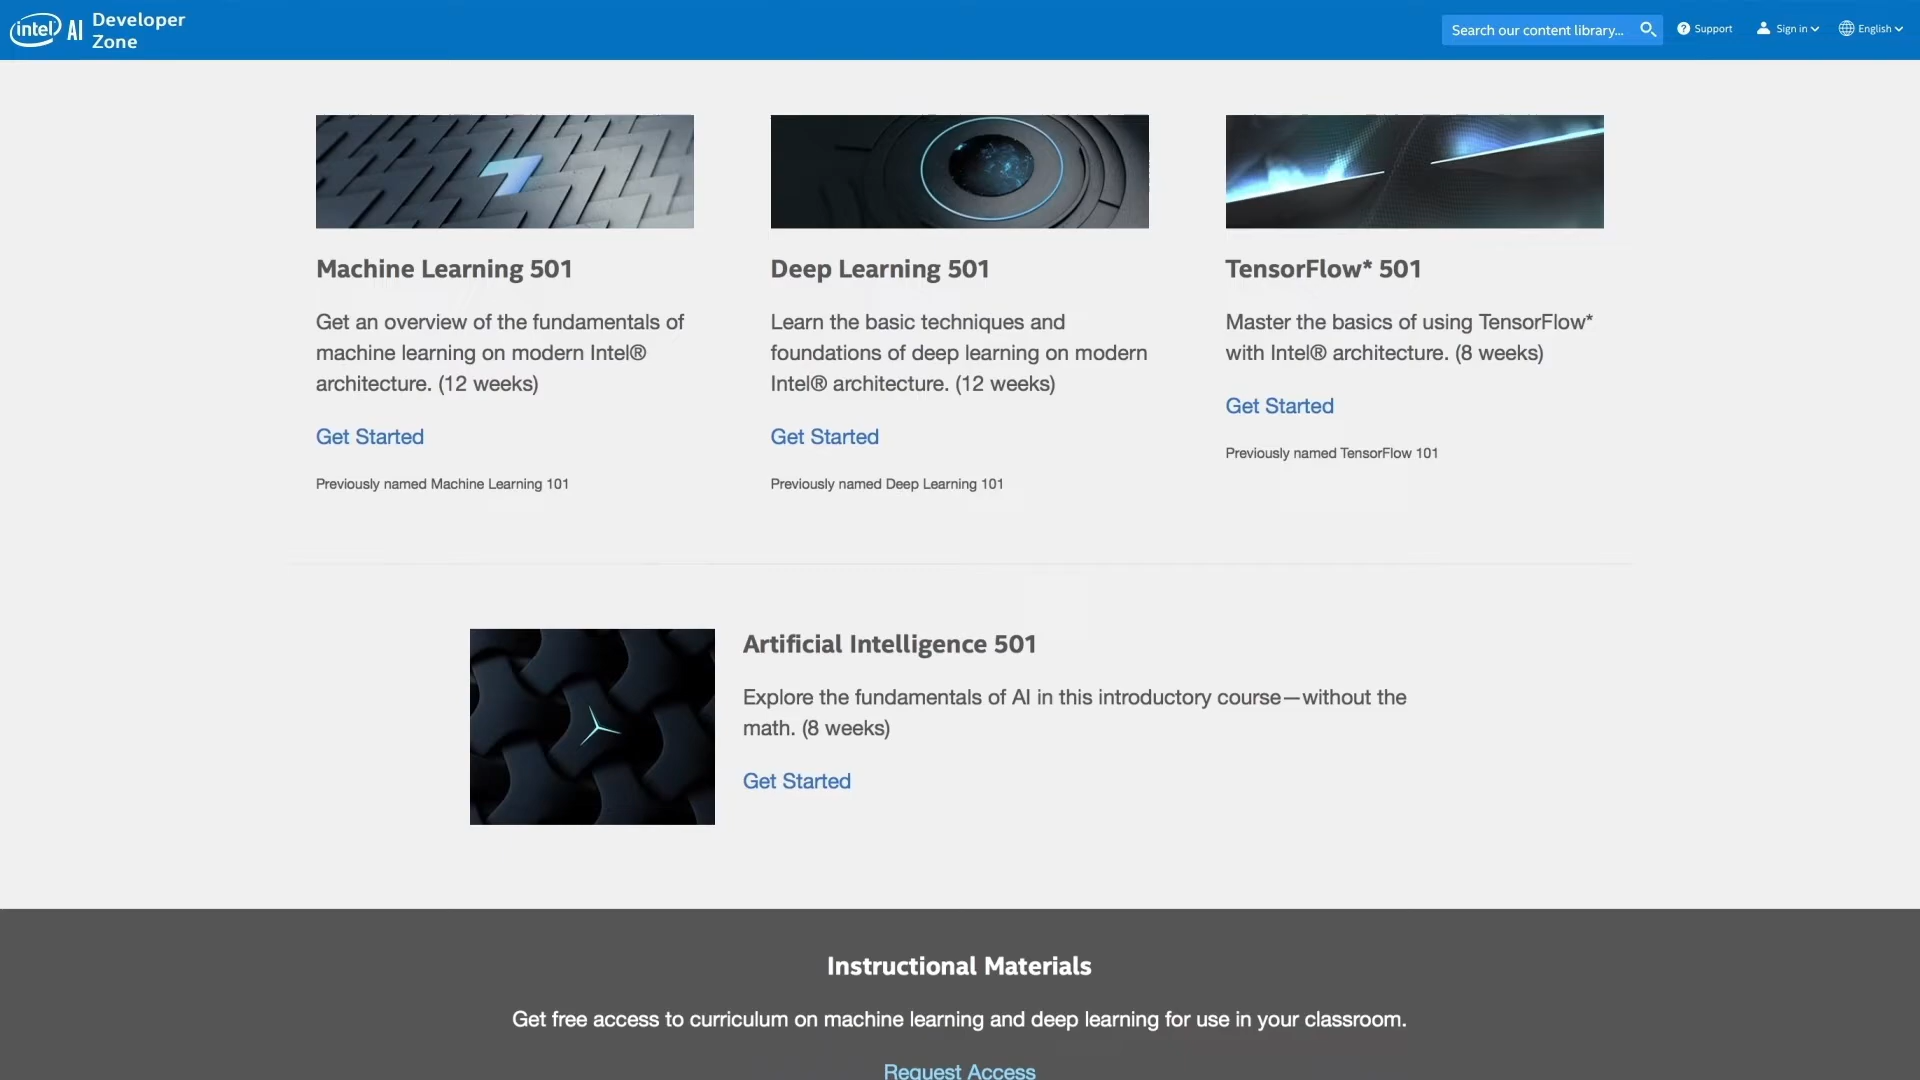 intel AI Developer Zone
Search our content library...
Support
Sign in
English
Machine Learning 501
Get an overview of the fundamentals of
machine learning on modern Intel®
architecture. (12 weeks)
Get Started
Previously named Machine Learning 101
Deep Learning 501
Learn the basic techniques and
foundations of deep learning on modern
Intel® architecture. (12 weeks)
Get Started
Previously named Deep Learning 101
TensorFlow* 501
Master the basics of using TensorFlow*
with Intel® architecture. (8 weeks)
Get Started
Previously named TensorFlow 101
Artificial Intelligence 501
Explore the fundamentals of AI in this introductory course—without the
math. (8 weeks)
Get Started
Instructional Materials
Get free access to curriculum on machine learning and deep learning for use in your classroom.
Request Access